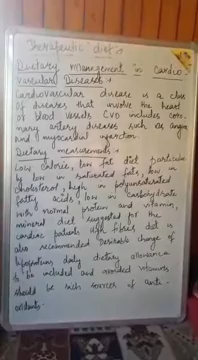 "Therapeutic" diet :
Dietary Management in Cardio-
vascular Diseases :
Cardiovascular disease is a class
of diseases that involve the heart
of blood vessels CVD includes coro-
nary artery diseases such as angina
and myocardial infarction
Dietary measurements :
Low calorie, low fat diet particular
ly low in saturated fats, low in
cholesterol, high in polyunsaturated
fatty acids, low in carbohydrate
with normal protein and vitamin,
mineral diet suggested for the
cardiac patients High fibres diet is
also recommended Desirable change of
lipoproteins daily dietary allowance
to be included and avoided vitamins
should be rich sources of anti-
oxidants.